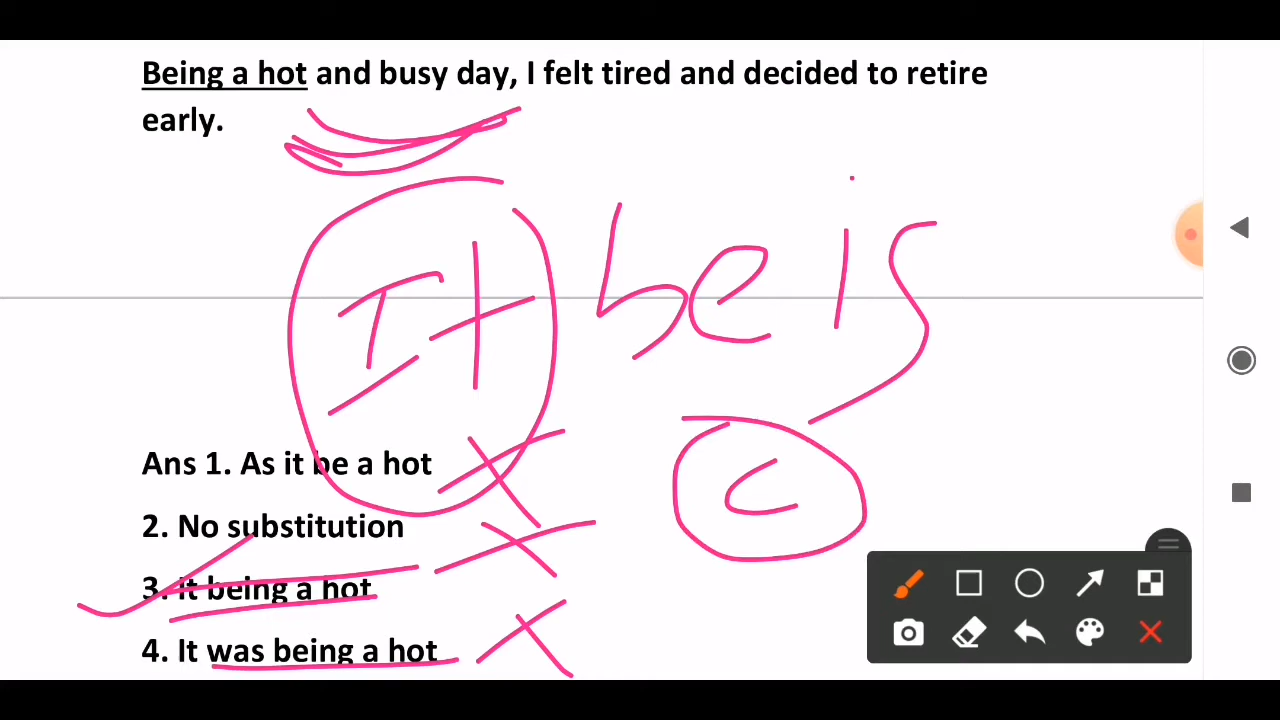 Being a hot and busy day, I felt tired and decided to retire
early.
It be is
C
Ans 1. As it be a hot
2. No substitution
3. It being a hot
4. It was being a hot